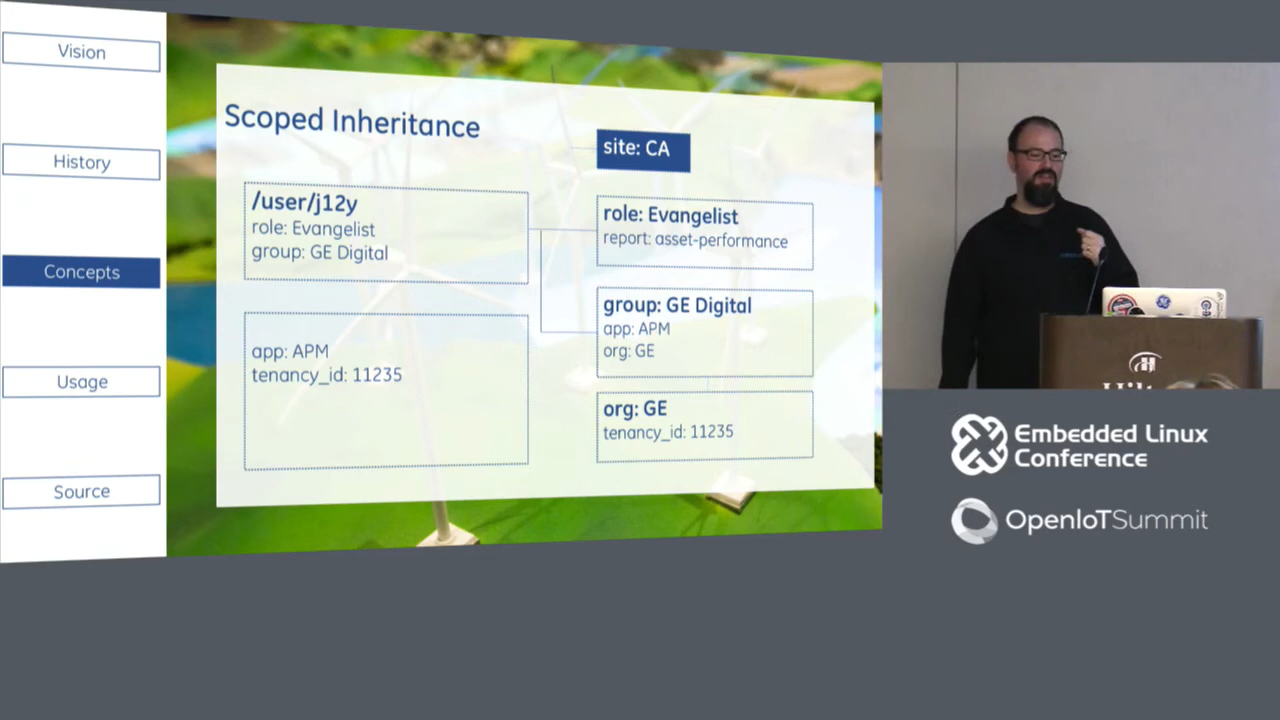 Vision
History
Concepts
Usage
Source
Scoped Inheritance
site: CA
/user/j12y
role: Evangelist
group: GE Digital
app: APM
tenancy_id: 11235
role: Evangelist
report: asset-performance
group: GE Digital
app: APM
org: GE
org: GE
tenancy_id: 11235
Embedded Linux
Conference
OpenIoTSummit